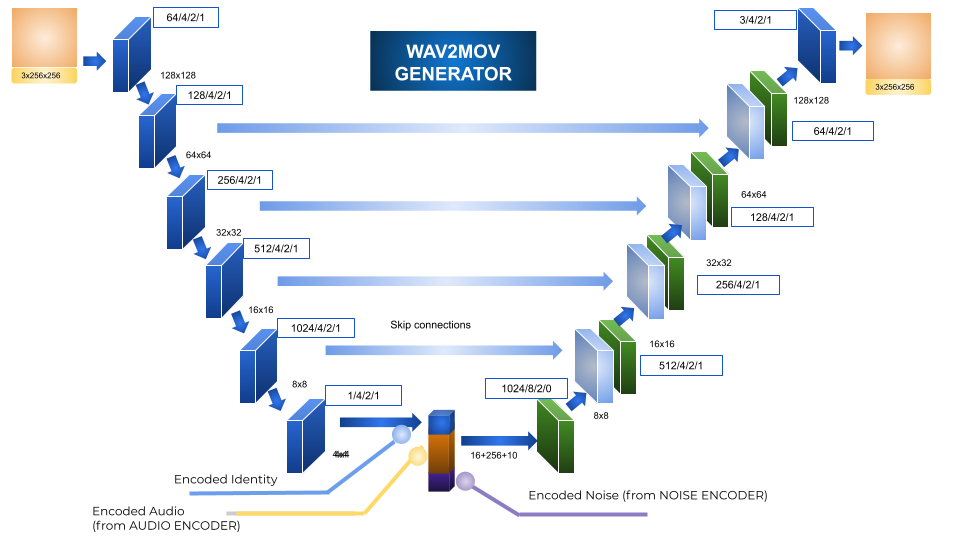 WAV2MOV
GENERATOR
3x256x256
64/4/2/1
128x128
128/4/2/1
64x64
256/4/2/1
32x32
512/4/2/1
16x16
1024/4/2/1
8x8
1/4/2/1
Skip connections
3/4/2/1
3x256x256
128x128
64/4/2/1
64x64
128/4/2/1
32x32
256/4/2/1
16x16
512/4/2/1
8x8
1024/8/2/0
16+256+10
Encoded Identity
Encoded Audio
(from AUDIO ENCODER)
Encoded Noise (from NOISE ENCODER)